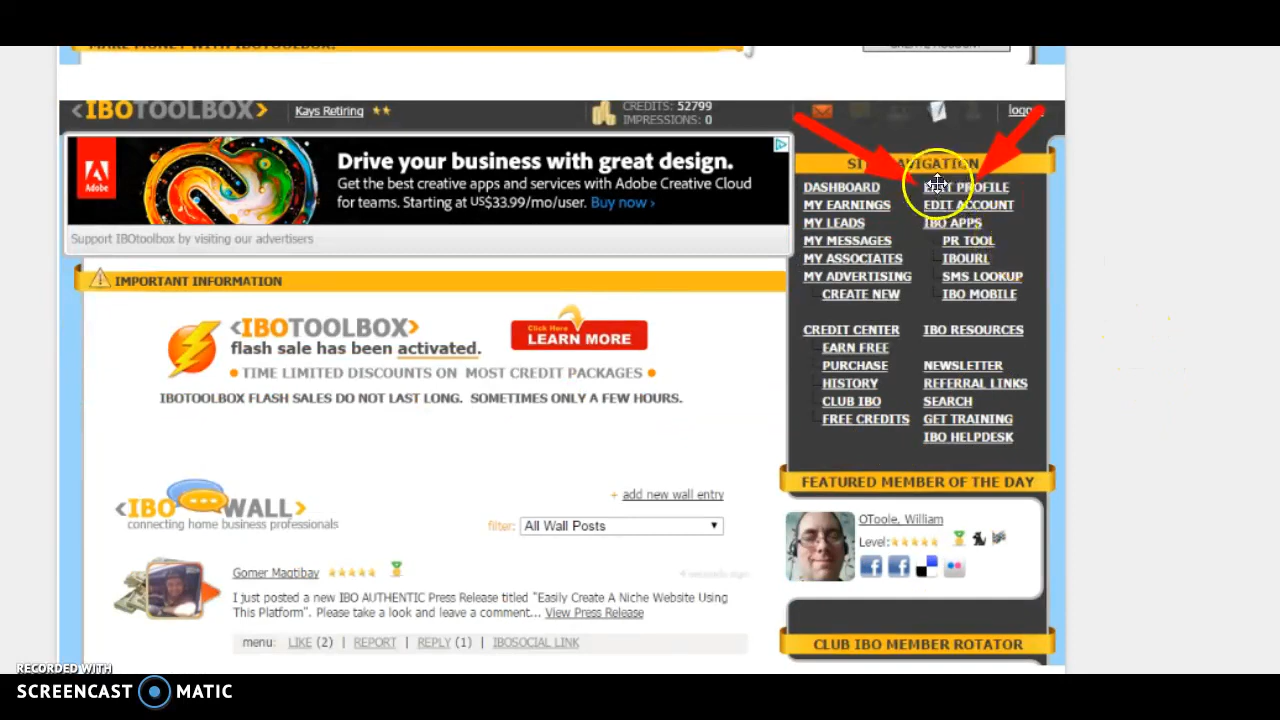 MAKE MONEY WITH IBOTOOLBOX!
CREATE ACCOUNT
<IBOTOOLBOX>
Kays Retiring
CREDITS: 52799
IMPRESSIONS: 0
Adobe
Drive your business with great design.
Get the best creative apps and services with Adobe Creative Cloud
for teams. Starting at US$33.99/mo/user. Buy now ›
Support IBOtoolbox by visiting our advertisers
NAVIGATION
DASHBOARD
MY EARNINGS
MY LEADS
MY MESSAGES
MY ASSOCIATES
MY ADVERTISING
CREATE NEW
PROFILE
EDIT ACCOUNT
IBO APPS
PR TOOL
IBOURL
SMS LOOKUP
IBO MOBILE
CREDIT CENTER
EARN FREE
PURCHASE
HISTORY
CLUB IBO
FREE CREDITS
IBO RESOURCES
NEWSLETTER
REFERRAL LINKS
SEARCH
GET TRAINING
IBO HELPDESK
IMPORTANT INFORMATION
<IBOTOOLBOX>
flash sale has been activated.
Click Here
LEARN MORE
• TIME LIMITED DISCOUNTS ON MOST CREDIT PACKAGES •
IBOTOOLBOX FLASH SALES DO NOT LAST LONG. SOMETIMES ONLY A FEW HOURS.
<IBO WALL>
connecting home business professionals
+ add new wall entry
filter: All Wall Posts
Gomer Magtibay
I just posted a new IBO AUTHENTIC Press Release titled "Easily Create A Niche Website Using
This Platform". Please take a look and leave a comment... View Press Release
menu: LIKE (2) | REPORT | REPLY (1) | IBOSOCIAL LINK
FEATURED MEMBER OF THE DAY
OToole, William
Level:
CLUB IBO MEMBER ROTATOR
RECORDED WITH
SCREENCAST MATIC